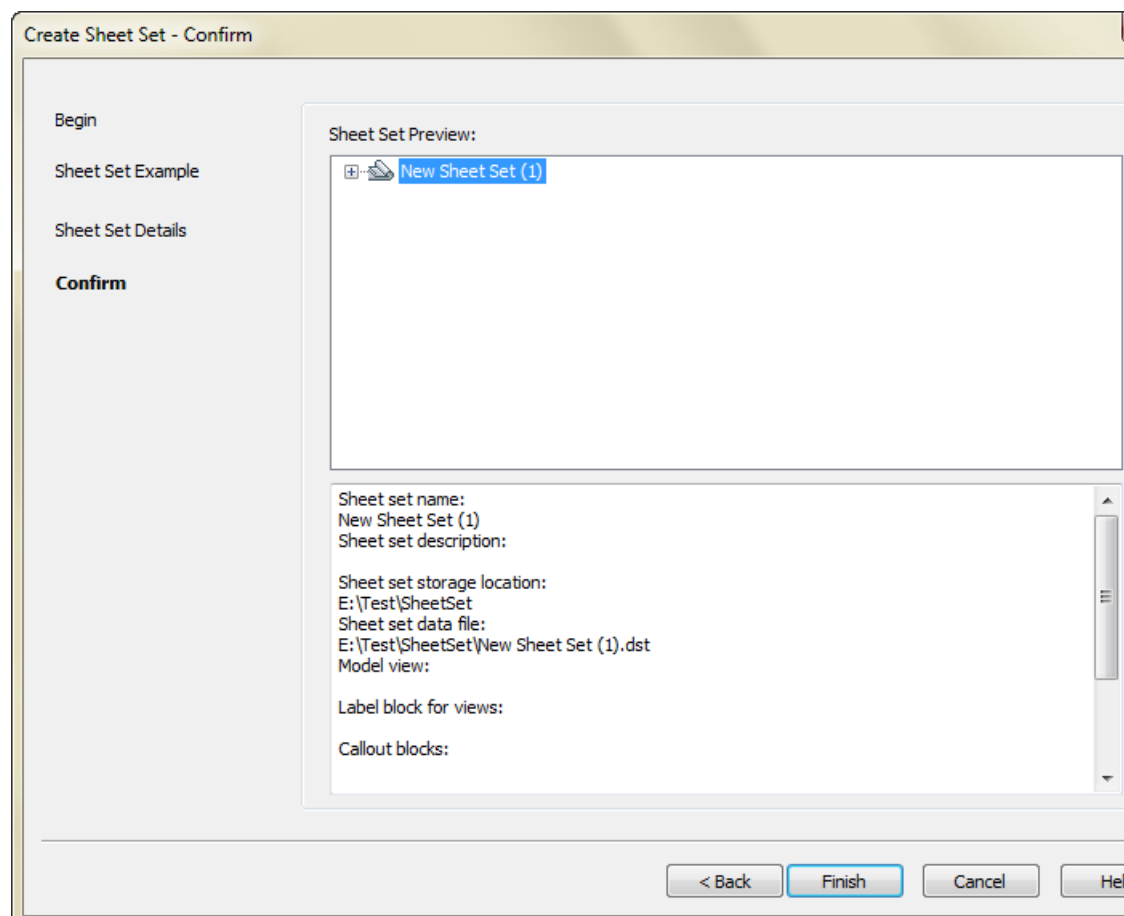 Create Sheet Set - Confirm
Begin
Sheet Set Example
Sheet Set Details
Confirm
Sheet Set Preview:
New Sheet Set (1)
Sheet set name:
New Sheet Set (1)
Sheet set description:
Sheet set storage location:
E:\Test\SheetSet
Sheet set data file:
E:\Test\SheetSet\New Sheet Set (1).dst
Model view:
Label block for views:
Callout blocks:
< Back
Finish
Cancel